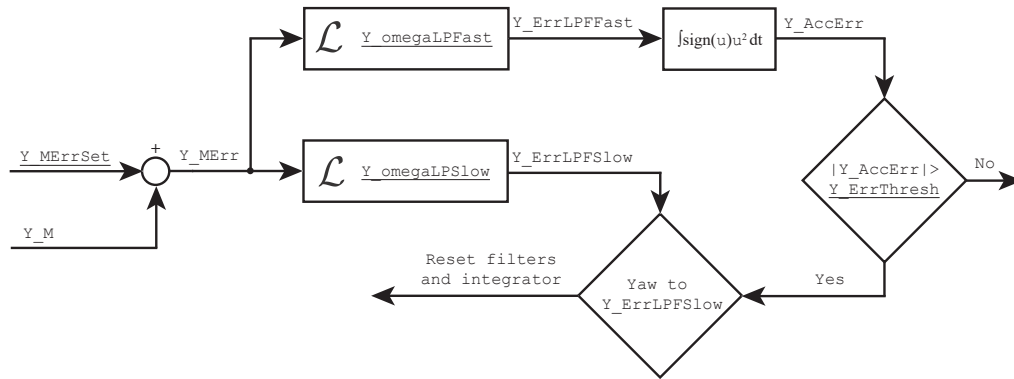 Y_ErrLPFFast
Y_AccErr
ℒ Y_omegaLPFast
∫sign(u)u² dt
+
Y_MErrSet
Y_MErr
Y_ErrLPFSlow
ℒ Y_omegaLPSlow
|Y_AccErr|>
Y_ErrThresh
No
Y_M
Reset filters
and integrator
Yaw to
Y_ErrLPFSlow
Yes